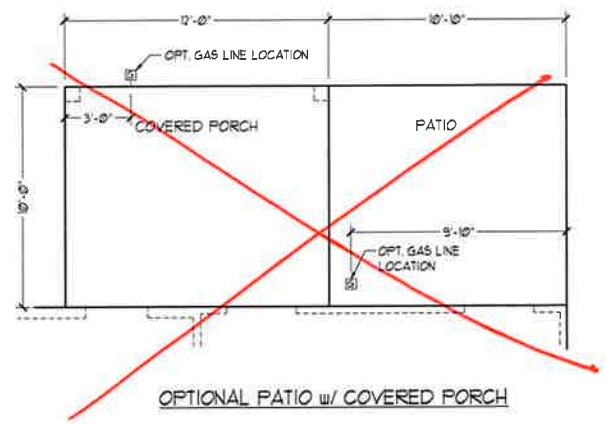 12'-0"
10'-10"
OPT. GAS LINE LOCATION
G
3'-0"
COVERED PORCH
PATIO
10'-0"
9'-10"
OPT. GAS LINE
LOCATION
G
OPTIONAL PATIO w/ COVERED PORCH